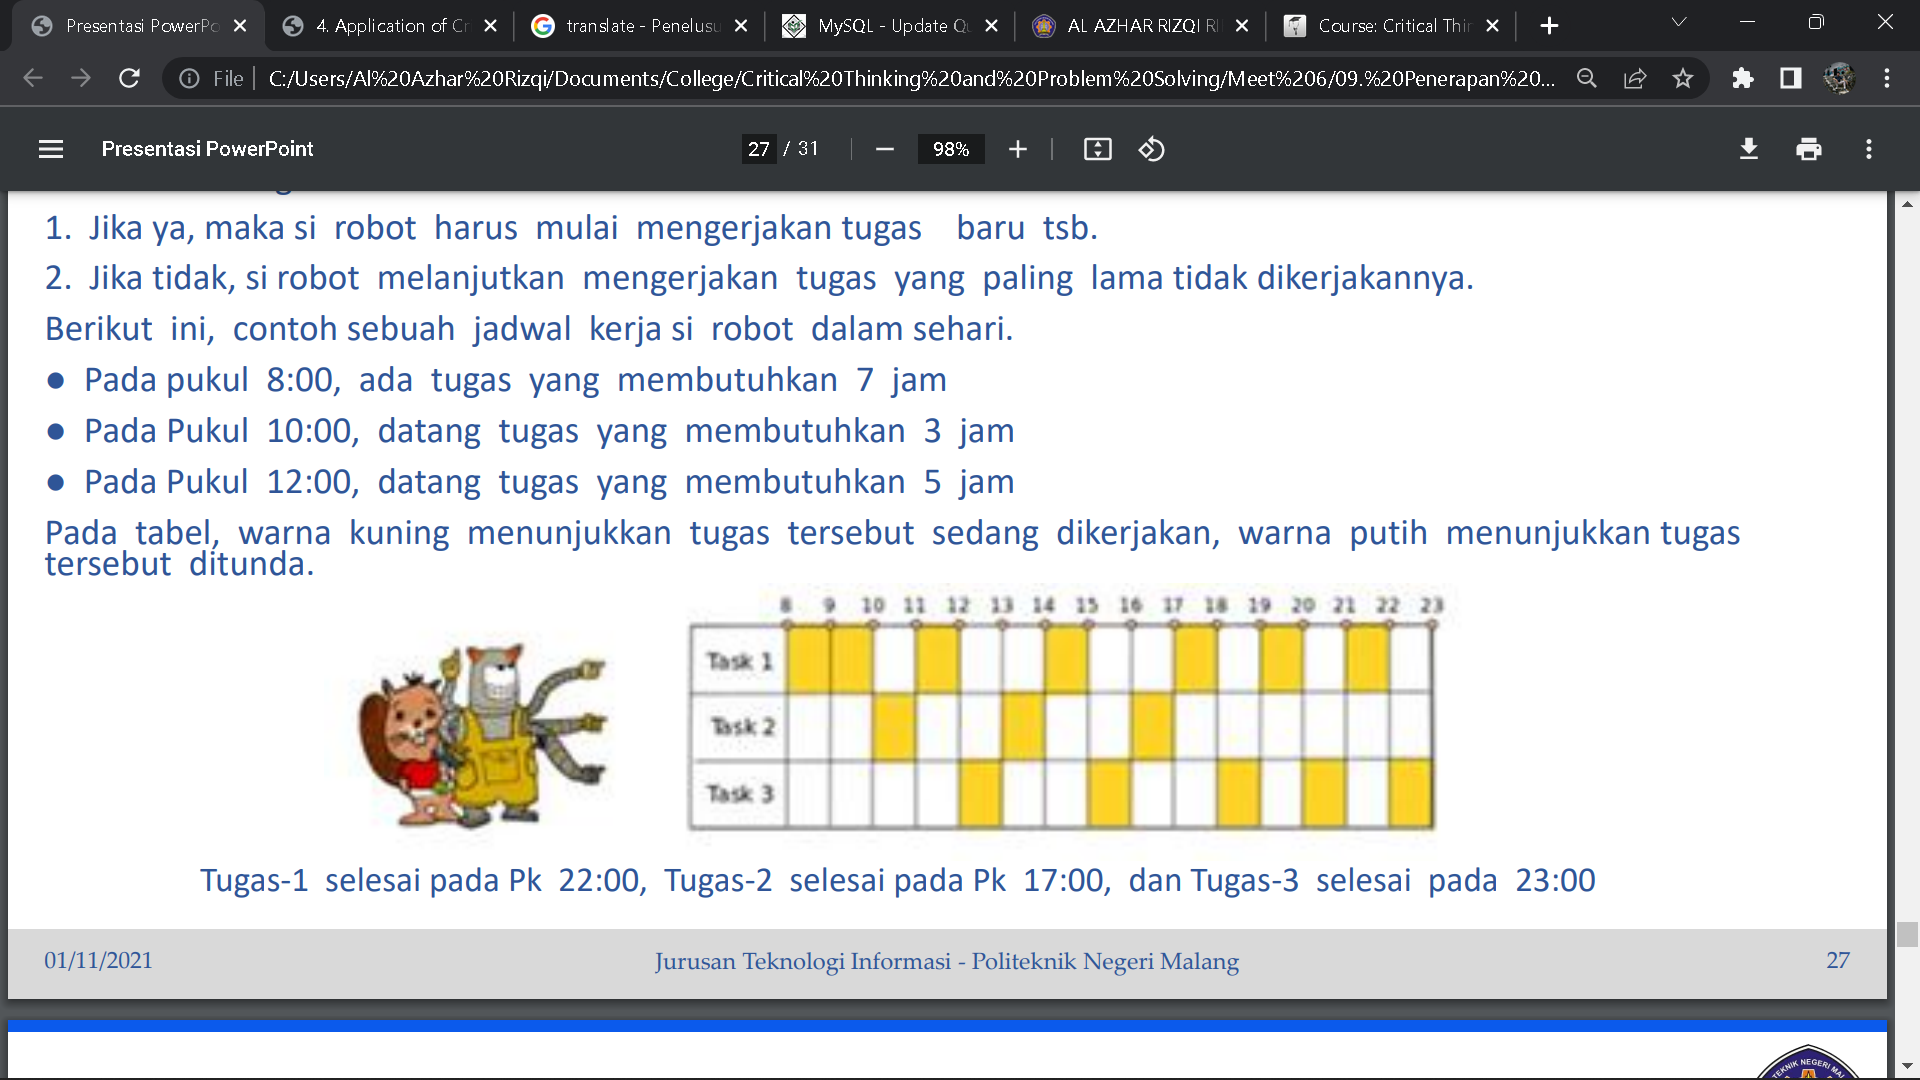 Presentasi PowerPo
4. Application of Cr
translate - Penelusu
MySQL - Update Qu
AL AZHAR RIZQI RI
Course: Critical Thin
File
C:/Users/Al%20Azhar%20Rizqi/Documents/College/Critical%20Thinking%20and%20Problem%20Solving/Meet%206/09.%20Penerapan%20...
Presentasi PowerPoint
27 / 31
98%
1. Jika ya, maka si robot harus mulai mengerjakan tugas baru tsb.
2. Jika tidak, si robot melanjutkan mengerjakan tugas yang paling lama tidak dikerjakannya.
Berikut ini, contoh sebuah jadwal kerja si robot dalam sehari.
● Pada pukul 8:00, ada tugas yang membutuhkan 7 jam
● Pada Pukul 10:00, datang tugas yang membutuhkan 3 jam
● Pada Pukul 12:00, datang tugas yang membutuhkan 5 jam
Pada tabel, warna kuning menunjukkan tugas tersebut sedang dikerjakan, warna putih menunjukkan tugas
tersebut ditunda.
8 9 10 11 12 13 14 15 16 17 18 19 20 21 22 23
Task 1
Task 2
Task 3
Tugas-1 selesai pada Pk 22:00, Tugas-2 selesai pada Pk 17:00, dan Tugas-3 selesai pada 23:00
01/11/2021
Jurusan Teknologi Informasi - Politeknik Negeri Malang
27